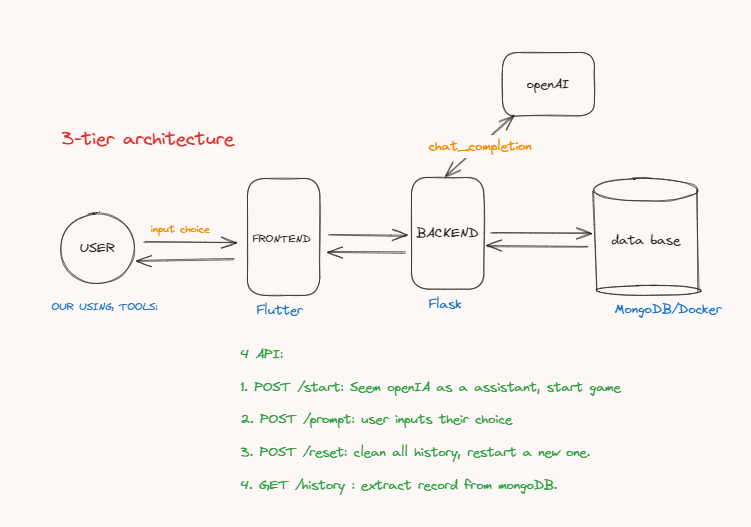 openAI
3-tier architecture
chat_completion
input choice
USER
FRONTEND
BACKEND
data base
OUR USING TOOLS:
Flutter
Flask
MongoDB/Docker
4 API:
1. POST /start: Seem openIA as a assistant, start game
2. POST /prompt: user inputs their choice
3. POST /reset: clean all history, restart a new one.
4. GET /history : extract record from mongoDB.